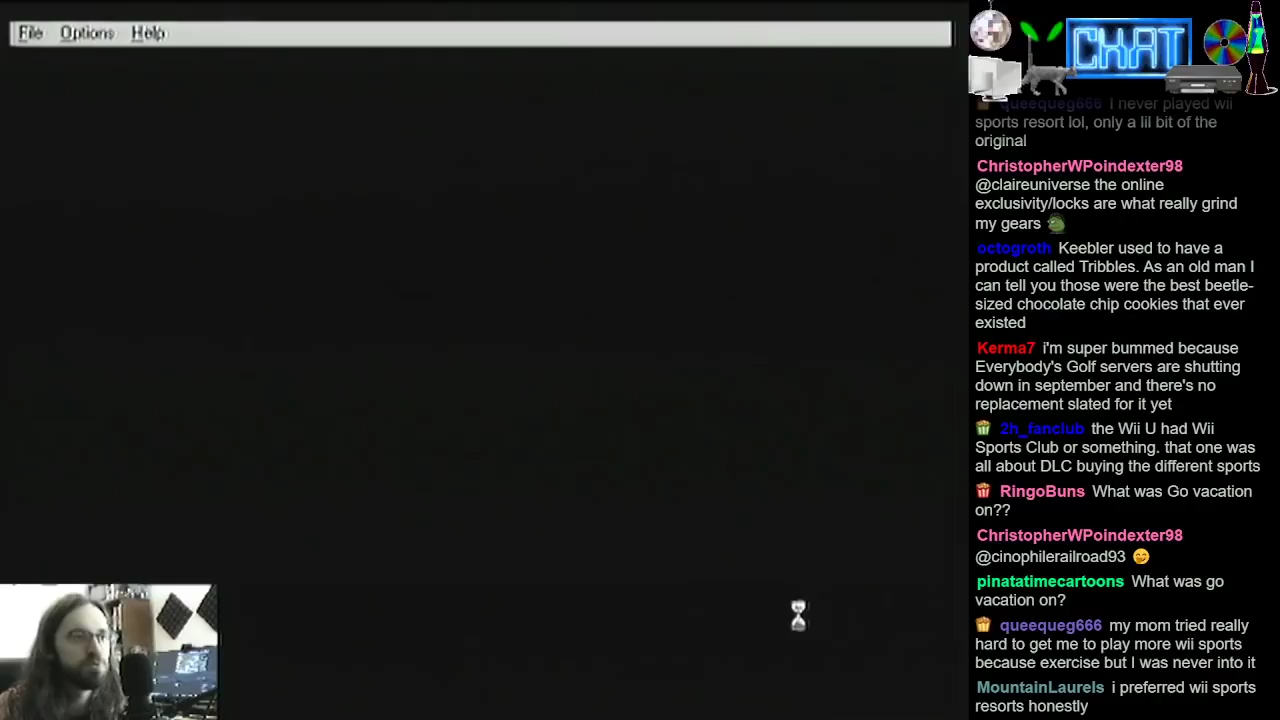 File Options Help
CHAT
queequeg666 I never played wii
sports resort lol, only a lil bit of the
original
ChristopherWPoindexter98
@claireuniverse the online
exclusivity/locks are what really grind
my gears
octogroth Keebler used to have a
product called Tribbles. As an old man I
can tell you those were the best beetle-
sized chocolate chip cookies that ever
existed
Kerma7 i'm super bummed because
Everybody's Golf servers are shutting
down in september and there's no
replacement slated for it yet
2h_fanclub the Wii U had Wii
Sports Club or something. that one was
all about DLC buying the different sports
RingoBuns What was Go vacation
on??
ChristopherWPoindexter98
@cinophilerailroad93
pinatatimecartoons What was go
vacation on?
queequeg666 my mom tried really
hard to get me to play more wii sports
because exercise but I was never into it
MountainLaurels i preferred wii sports
resorts honestly